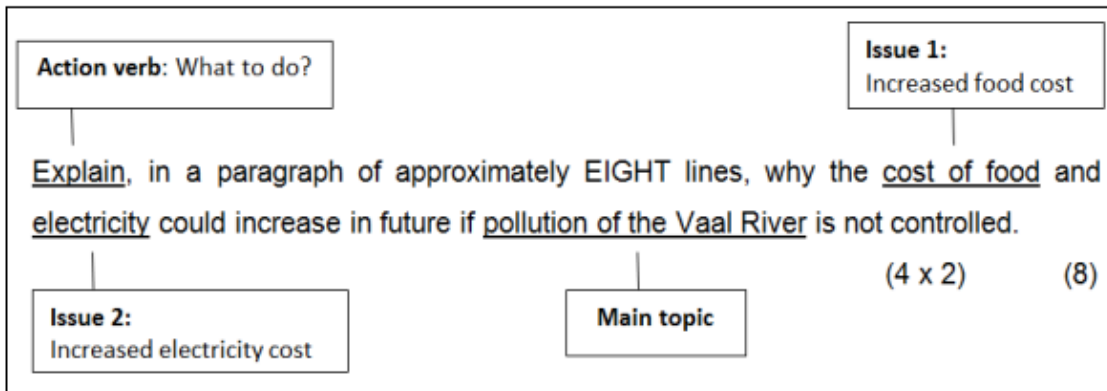 Action verb: What to do?
Issue 1:
Increased food cost
Explain, in a paragraph of approximately EIGHT lines, why the cost of food and
electricity could increase in future if pollution of the Vaal River is not controlled.
(4 x 2) (8)
Issue 2:
Increased electricity cost
Main topic